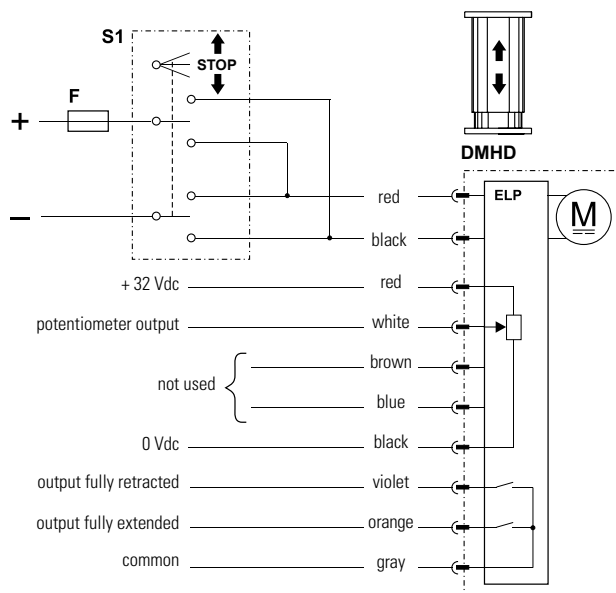 S1
STOP
F
+
–
DMHD
ELP
M
red
black
+ 32 Vdc red
potentiometer output white
not used
brown
blue
0 Vdc black
output fully retracted violet
output fully extended orange
common gray